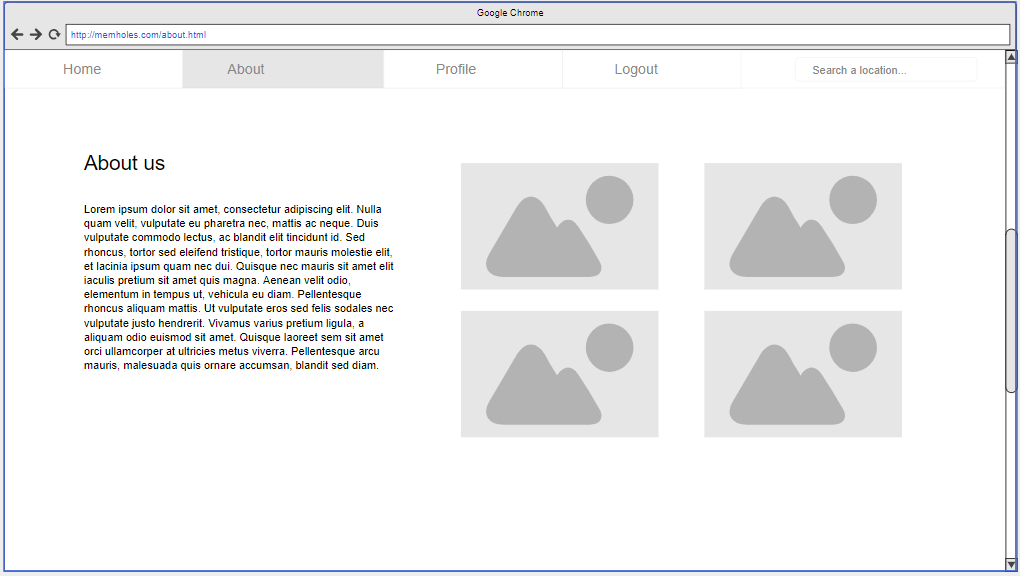 Google Chrome
http://memholes.com/about.html
Home About Profile Logout Search a location...
About us
Lorem ipsum dolor sit amet, consectetur adipiscing elit. Nulla
quam velit, vulputate eu pharetra nec, mattis ac neque. Duis
vulputate commodo lectus, ac blandit elit tincidunt id. Sed
rhoncus, tortor sed eleifend tristique, tortor mauris molestie elit,
et lacinia ipsum quam nec dui. Quisque nec mauris sit amet elit
iaculis pretium sit amet quis magna. Aenean velit odio,
elementum in tempus ut, vehicula eu diam. Pellentesque
rhoncus aliquam mattis. Ut vulputate eros sed felis sodales nec
vulputate justo hendrerit. Vivamus varius pretium ligula, a
aliquam odio euismod sit amet. Quisque laoreet sem sit amet
orci ullamcorper at ultricies metus viverra. Pellentesque arcu
mauris, malesuada quis ornare accumsan, blandit sed diam.